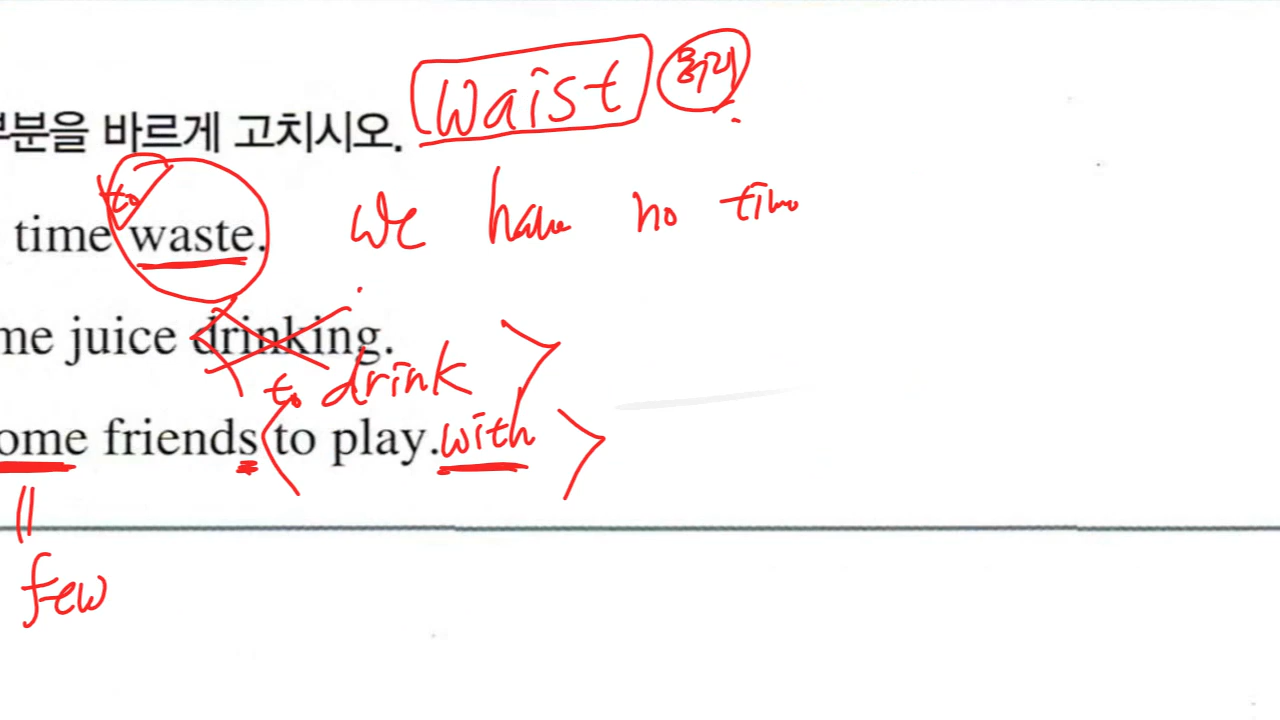 waist 허리
부분을 바르게 고치시오.
to
time waste. we have no time
me juice drinking.
to drink
ome friends to play. with
few